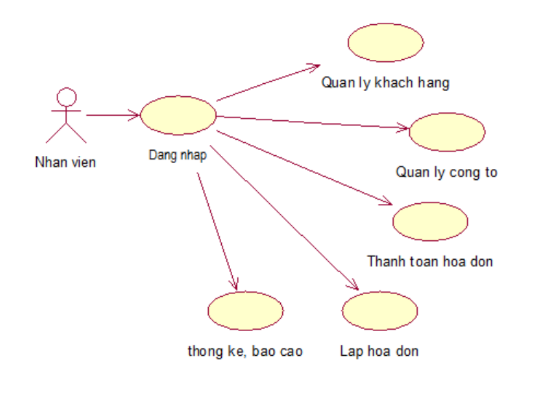 Quan ly khach hang
Nhan vien
Dang nhap
Quan ly cong to
Thanh toan hoa don
thong ke, bao cao
Lap hoa don